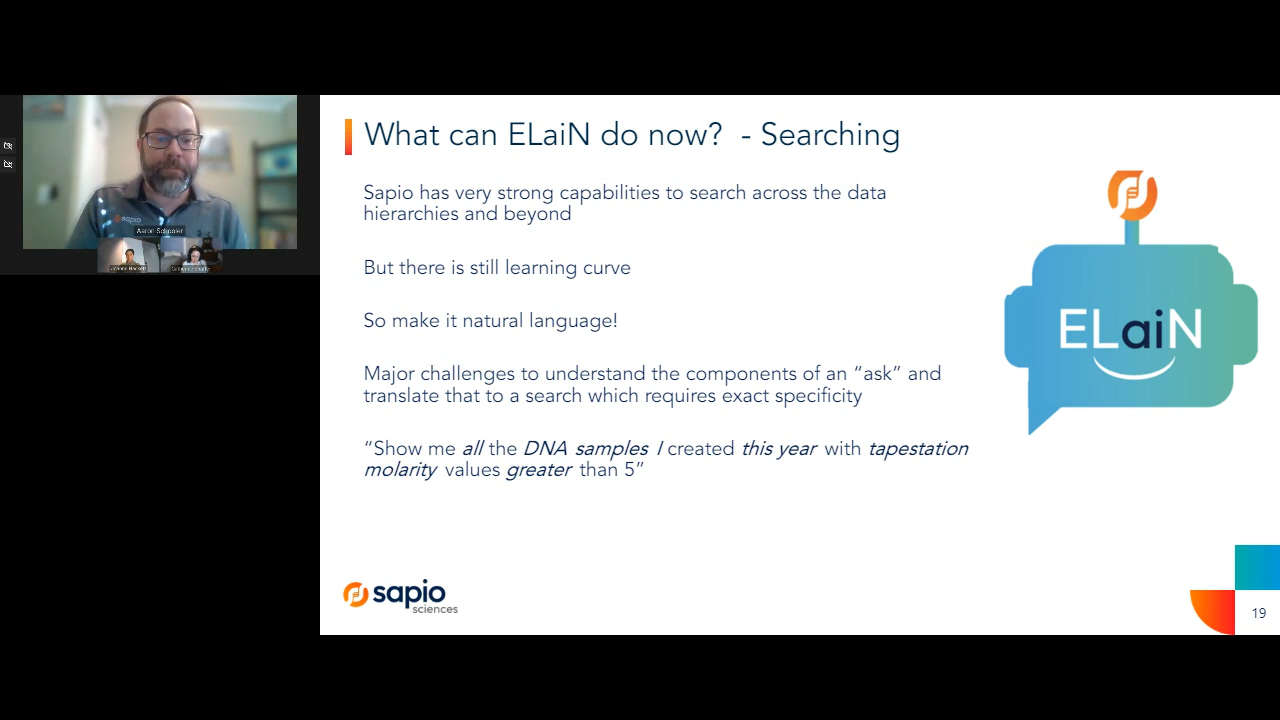 What can ELaiN do now?  - Searching
Sapio has very strong capabilities to search across the data
hierarchies and beyond
But there is still learning curve
So make it natural language!
Major challenges to understand the components of an “ask” and
translate that to a search which requires exact specificity
“Show me all the DNA samples I created this year with tapestation
molarity values greater than 5”
ELaiN
sapio
sciences
19
sapio
Aaron Schooler